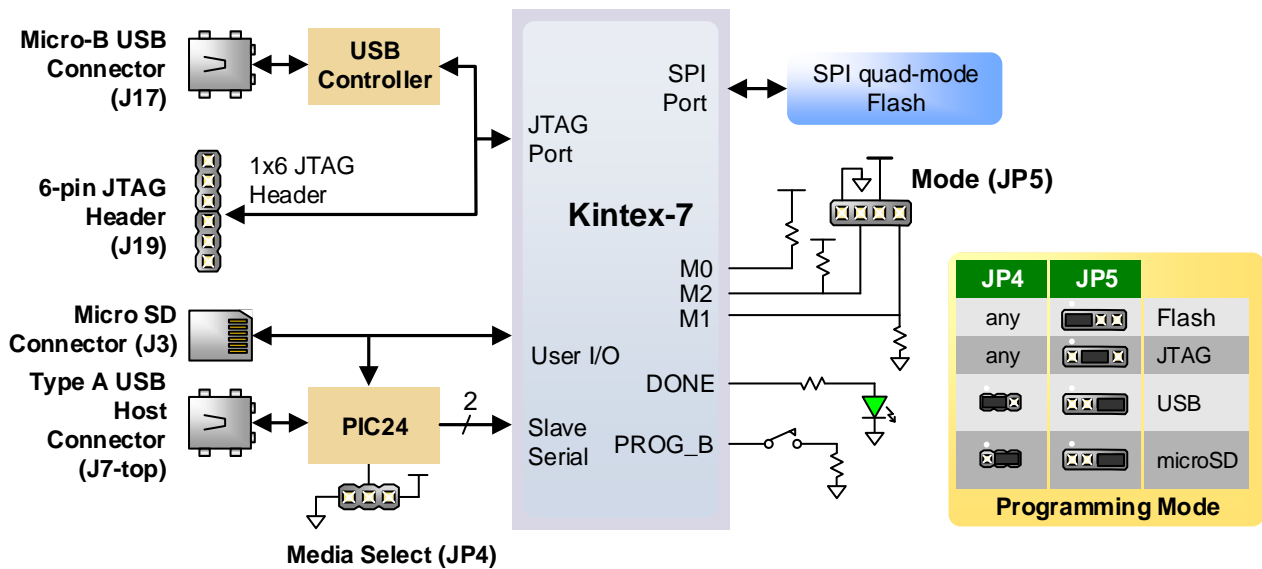 Micro-B USB
Connector
(J17)
USB
Controller
6-pin JTAG
Header
(J19)
1x6 JTAG
Header
Micro SD
Connector (J3)
Type A USB
Host
Connector
(J7-top)
PIC24
2
Media Select (JP4)
JTAG
Port
SPI
Port
Kintex-7
M0
M2
M1
User I/O
DONE
Slave
Serial
PROG_B
SPI quad-mode
Flash
Mode (JP5)
JP4 JP5
any Flash
any JTAG
USB
microSD
Programming Mode